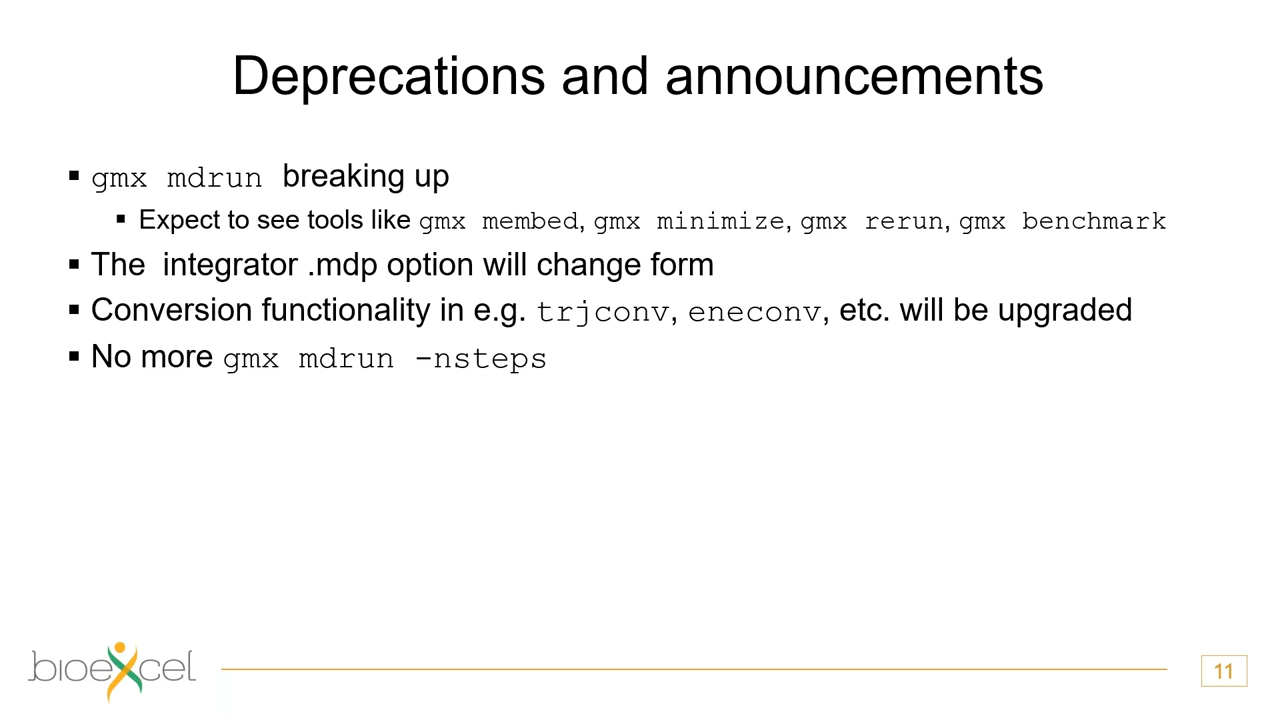 Deprecations and announcements
▪ gmx mdrun breaking up
▪ Expect to see tools like gmx membed, gmx minimize, gmx rerun, gmx benchmark
▪ The integrator .mdp option will change form
▪ Conversion functionality in e.g. trjconv, eneconv, etc. will be upgraded
▪ No more gmx mdrun -nsteps
bioexcel
11